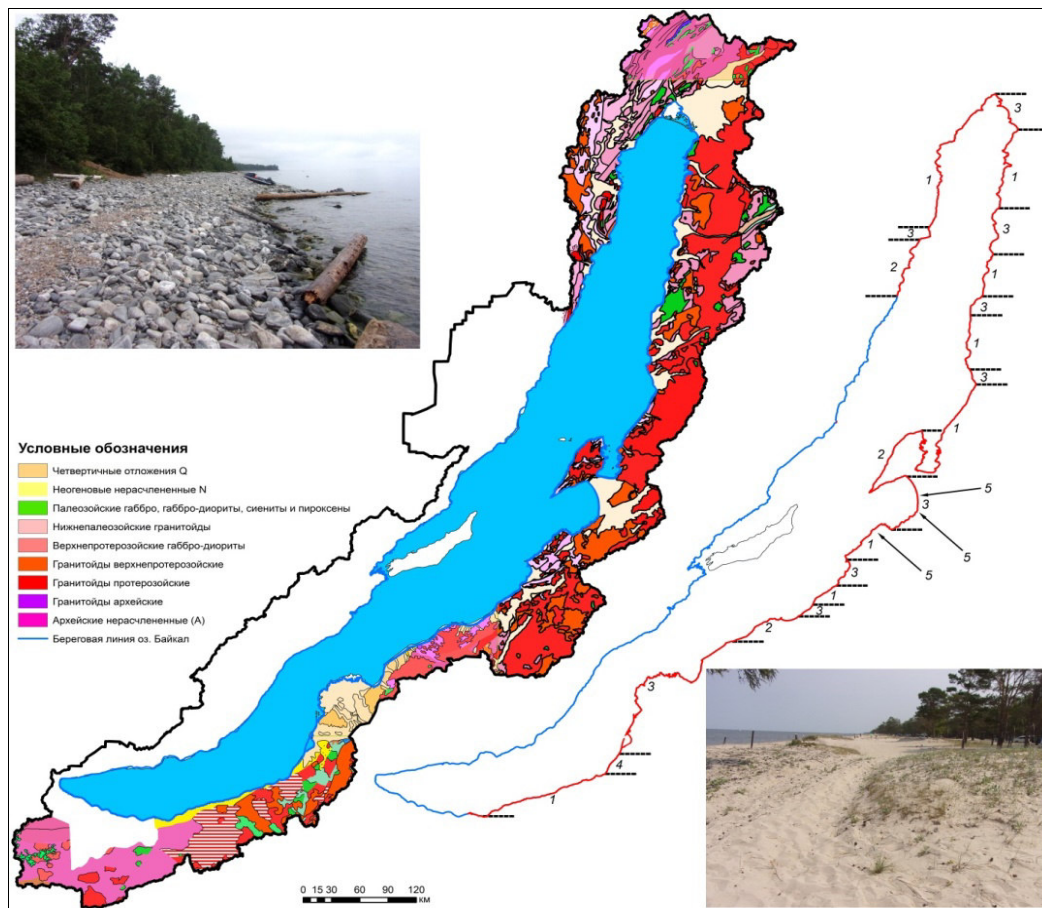 Условные обозначения
Четвертичные отложения Q
Неогеновые нерасчлененные N
Палеозойские габбро, габбро-диориты, сиениты и пироксены
Нижнепалеозойские гранитойды
Верхнепротерозойские габбро-диориты
Гранитойды верхнепротерозойские
Гранитойды протерозойские
Гранитойды архейские
Архейские нерасчлененные (А)
Береговая линия оз. Байкал
0 15 30 60 90 120
км
3
1
1
3
3
2
1
3
1
3
1
2
5
3
5
1
5
3
1
3
2
3
4
1